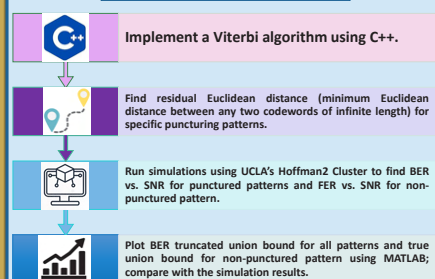 C++
Implement a Viterbi algorithm using C++.
Find residual Euclidean distance (minimum Euclidean
distance between any two codewords of infinite length) for
specific puncturing patterns.
Run simulations using UCLA's Hoffman2 Cluster to find BER
vs. SNR for punctured patterns and FER vs. SNR for non-
punctured pattern.
Plot BER truncated union bound for all patterns and true
union bound for non-punctured pattern using MATLAB;
compare with the simulation results.